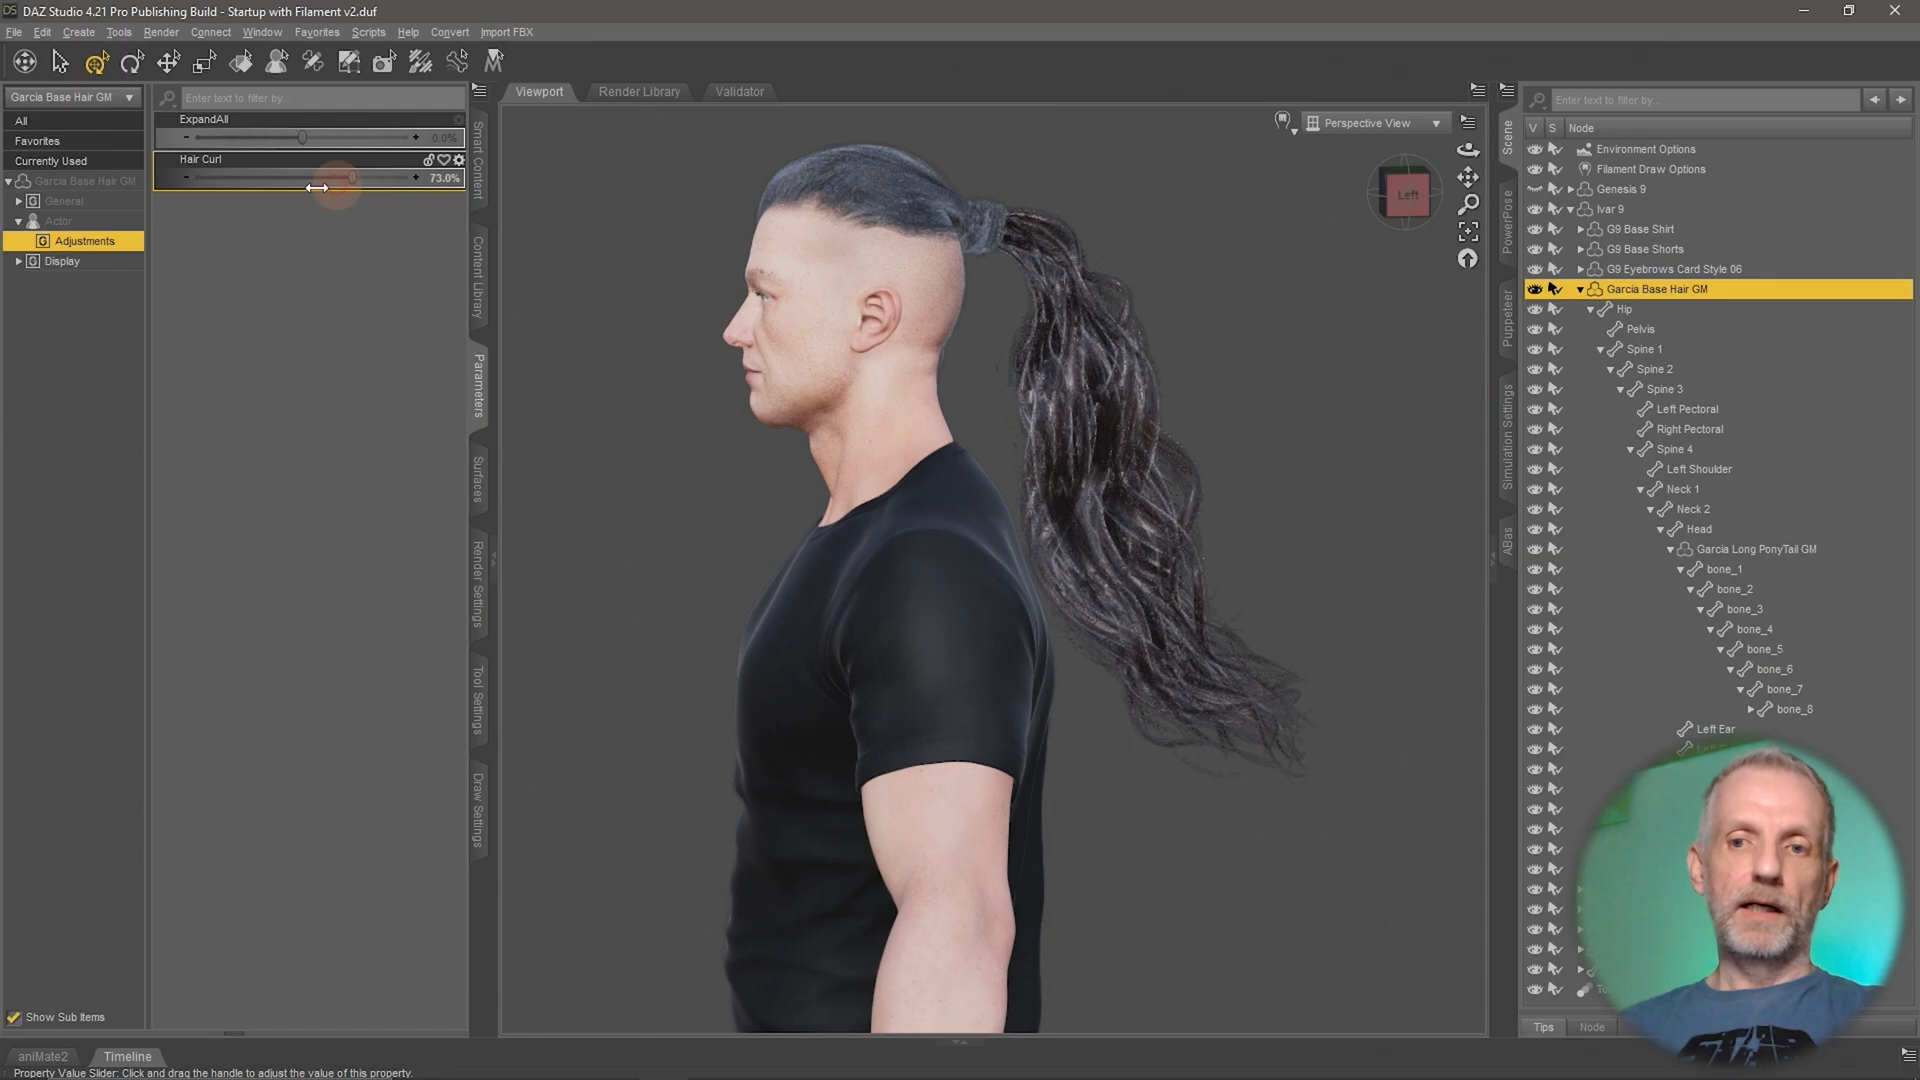 DS DAZ Studio 4.21 Pro Publishing Build - Startup with Filament v2.duf
File Edit Create Tools Render Connect Window Favorites Scripts Help Convert Import FBX
Garcia Base Hair GM
All
Favorites
Currently Used
Garcia Base Hair GM
G General
Actor
G Adjustments
G Display
Show Sub Items
Enter text to filter by...
ExpandAll
- + 0.0%
Hair Curl
- + 73.0%
Smart Content
Content Library
Parameters
Surfaces
Render Settings
Tool Settings
Draw Settings
Viewport Render Library Validator
Perspective View
Left
Scene
PowerPose
Puppeteer
Simulation Settings
ABas
Enter text to filter by...
V S Node
Environment Options
Filament Draw Options
Genesis 9
Ivar 9
G9 Base Shirt
G9 Base Shorts
G9 Eyebrows Card Style 06
Garcia Base Hair GM
Hip
Pelvis
Spine 1
Spine 2
Spine 3
Left Pectoral
Right Pectoral
Spine 4
Left Shoulder
Neck 1
Neck 2
Head
Garcia Long PonyTail GM
bone_1
bone_2
bone_3
bone_4
bone_5
bone_6
bone_7
bone_8
Left Ear
Tips Node
aniMate2 Timeline
Property Value Slider: Click and drag the handle to adjust the value of this property.